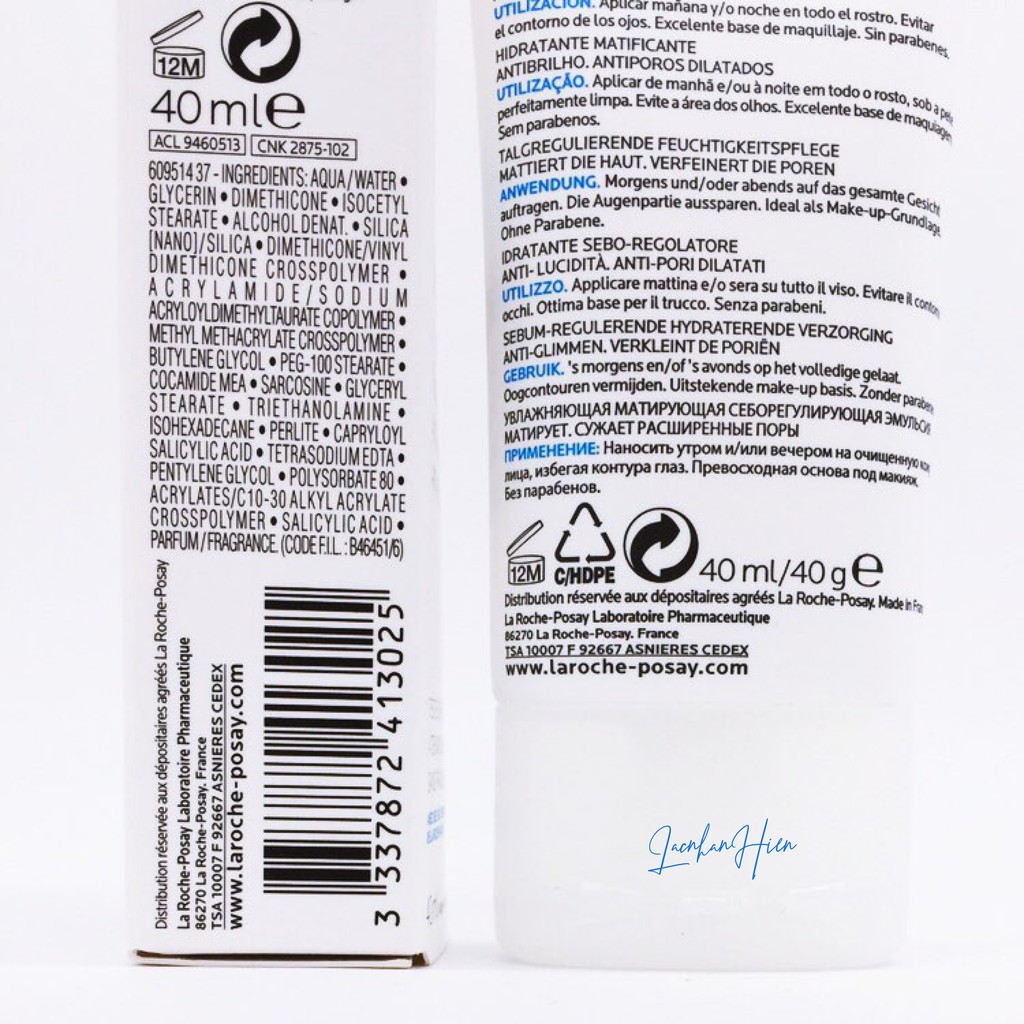 12M
40 ml e
ACL 9460513 CNK 2875-102
609514 37 - INGREDIENTS: AQUA / WATER •
GLYCERIN • DIMETHICONE • ISOCETYL
STEARATE • ALCOHOL DENAT. • SILICA
[NANO] / SILICA • DIMETHICONE/VINYL
DIMETHICONE CROSSPOLYMER •
ACRYLAMIDE/SODIUM
ACRYLOYLDIMETHYLTAURATE COPOLYMER •
METHYL METHACRYLATE CROSSPOLYMER •
BUTYLENE GLYCOL • PEG-100 STEARATE •
COCAMIDE MEA • SARCOSINE • GLYCERYL
STEARATE • TRIETHANOLAMINE •
ISOHEXADECANE • PERLITE • CAPRYLOYL
SALICYLIC ACID • TETRASODIUM EDTA •
PENTYLENE GLYCOL • POLYSORBATE 80 •
ACRYLATES/C10-30 ALKYL ACRYLATE
CROSSPOLYMER • SALICYLIC ACID •
PARFUM / FRAGRANCE. (CODE F.I.L. : B46451/6)
Distribution réservée aux dépositaires agréés La Roche-Posay
La Roche-Posay Laboratoire Pharmaceutique
86270 La Roche-Posay. France
TSA 10007 F 92667 ASNIERES CEDEX
www.laroche-posay.com
3 337872 413025
UTILIZACIÓN. Aplicar mañana y/o noche en todo el rostro. Evitar
el contorno de los ojos. Excelente base de maquillaje. Sin parabenes.
HIDRATANTE MATIFICANTE
ANTIBRILHO. ANTIPOROS DILATADOS
UTILIZAÇÃO. Aplicar de manhã e/ou à noite em todo o rosto, sob a
perfeitamente limpa. Evite a área dos olhos. Excelente base de maquiagem
Sem parabenos.
TALGREGULIERENDE FEUCHTIGKEITSPFLEGE
MATTIERT DIE HAUT. VERFEINERT DIE POREN
ANWENDUNG. Morgens und/oder abends auf das gesamte Gesicht
auftragen. Die Augenpartie aussparen. Ideal als Make-up-Grundlage
Ohne Parabene.
IDRATANTE SEBO-REGOLATORE
ANTI- LUCIDITÀ. ANTI-PORI DILATATI
UTILIZZO. Applicare mattina e/o sera su tutto il viso. Evitare il
occhi. Ottima base per il trucco. Senza parabeni.
SEBUM-REGULERENDE HYDRATERENDE VERZORGING
ANTI-GLIMMEN. VERKLEINT DE PORIËN
GEBRUIK. 's morgens en/of 's avonds op het volledige gelaat.
Oogcontouren vermijden. Uitstekende make-up basis. Zonder
УВЛАЖНЯЮЩАЯ МАТИРУЮЩАЯ СЕБОРЕГУЛИРУЮЩАЯ ЭМУЛЬСИЯ
МАТИРУЕТ. СУЖАЕТ РАСШИРЕННЫЕ ПОРЫ
ПРИМЕНЕНИЕ: Наносить утром и/или вечером на очищенную
лица, избегая контура глаз. Превосходная основа под макияж.
Без парабенов.
12M C/HDPE 40 ml/40 g e
Distribution réservée aux dépositaires agréés La Roche-Posay. Made in
La Roche-Posay Laboratoire Pharmaceutique
86270 La Roche-Posay. France
TSA 10007 F 92667 ASNIERES CEDEX
www.laroche-posay.com
LacnhanHien